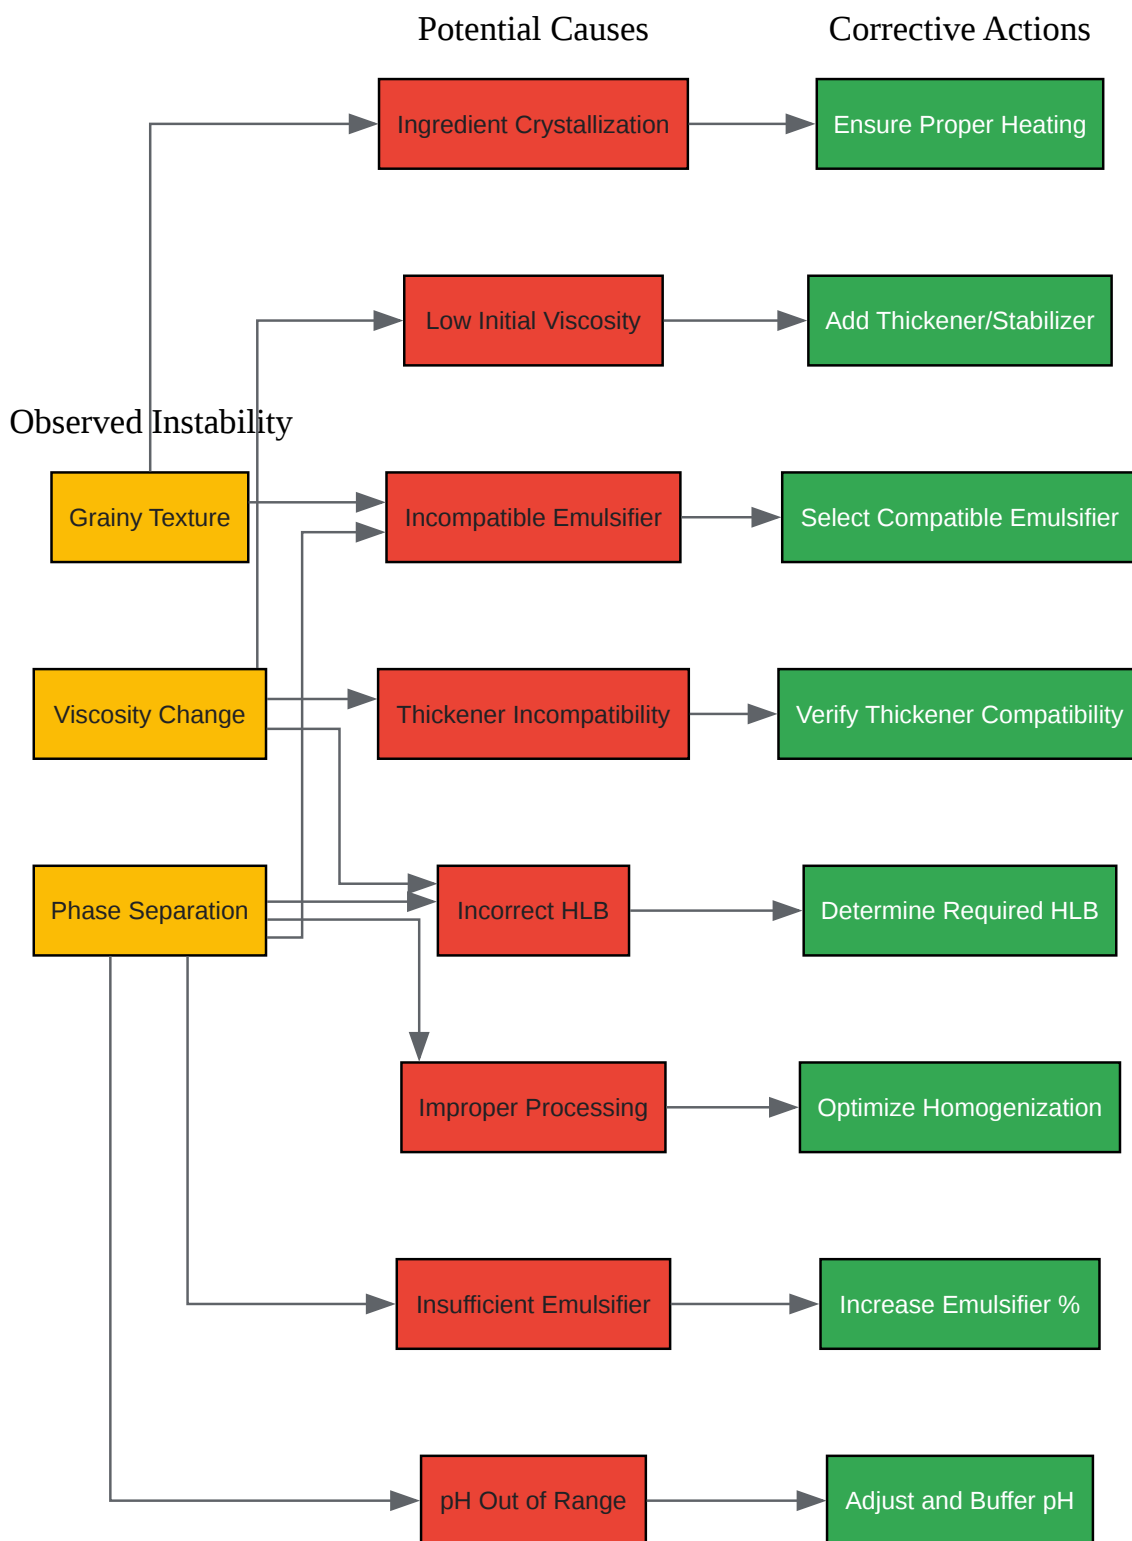 Potential Causes
Corrective Actions
Ingredient Crystallization
Ensure Proper Heating
Low Initial Viscosity
Add Thickener/Stabilizer
Observed Instability
Grainy Texture
Incompatible Emulsifier
Select Compatible Emulsifier
Viscosity Change
Thickener Incompatibility
Verify Thickener Compatibility
Phase Separation
Incorrect HLB
Determine Required HLB
Improper Processing
Optimize Homogenization
Insufficient Emulsifier
Increase Emulsifier %
pH Out of Range
Adjust and Buffer pH